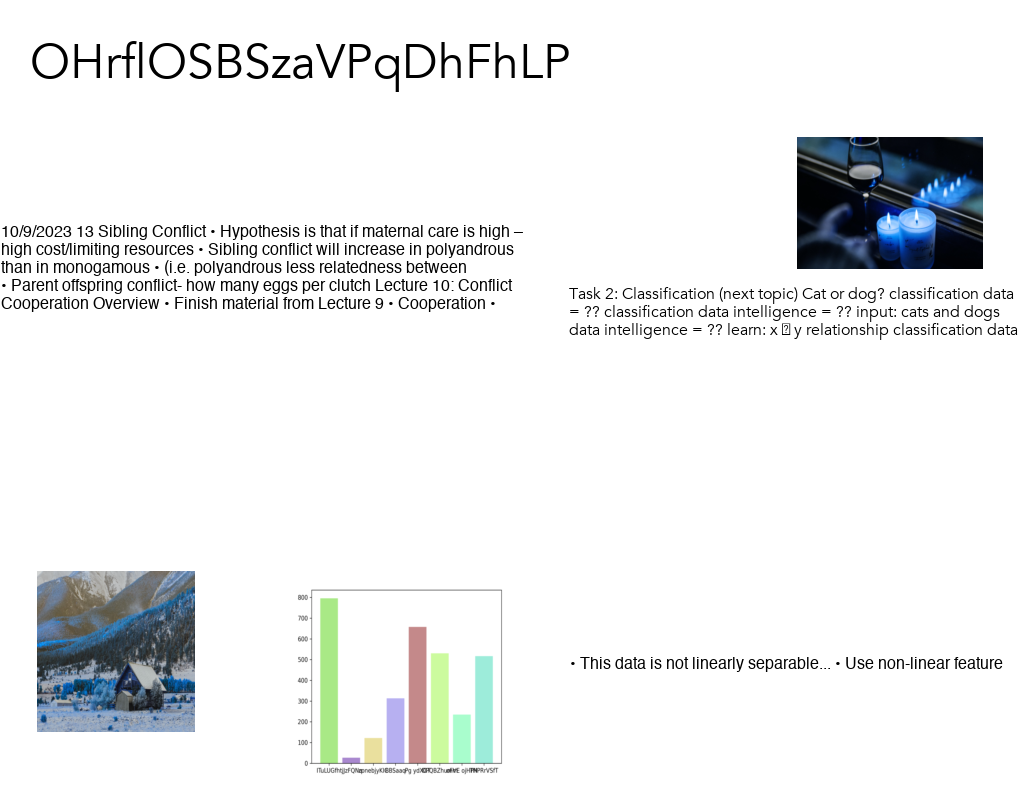 OHrflOSBSzaVPqDhFhLP
10/9/2023 13 Sibling Conflict • Hypothesis is that if maternal care is high –
high cost/limiting resources • Sibling conflict will increase in polyandrous
than in monogamous • (i.e. polyandrous less relatedness between
• Parent offspring conflict- how many eggs per clutch Lecture 10: Conflict
Cooperation Overview • Finish material from Lecture 9 • Cooperation •
Task 2: Classification (next topic) Cat or dog? classification data
= ?? classification data intelligence = ?? input: cats and dogs
data intelligence = ?? learn: x y relationship classification data
800
700
600
500
400
300
200
100
0
• This data is not linearly separable... • Use non-linear feature